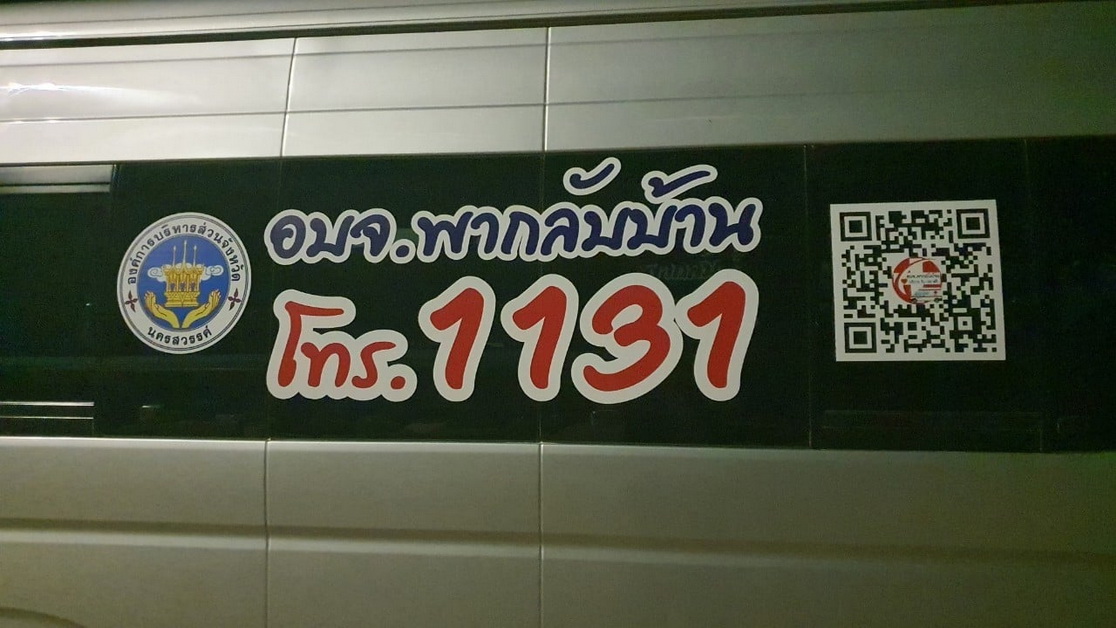 องค์การบริหารส่วนจังหวัด
นครสวรรค์
อบจ.พากลับบ้าน
โทร.1131